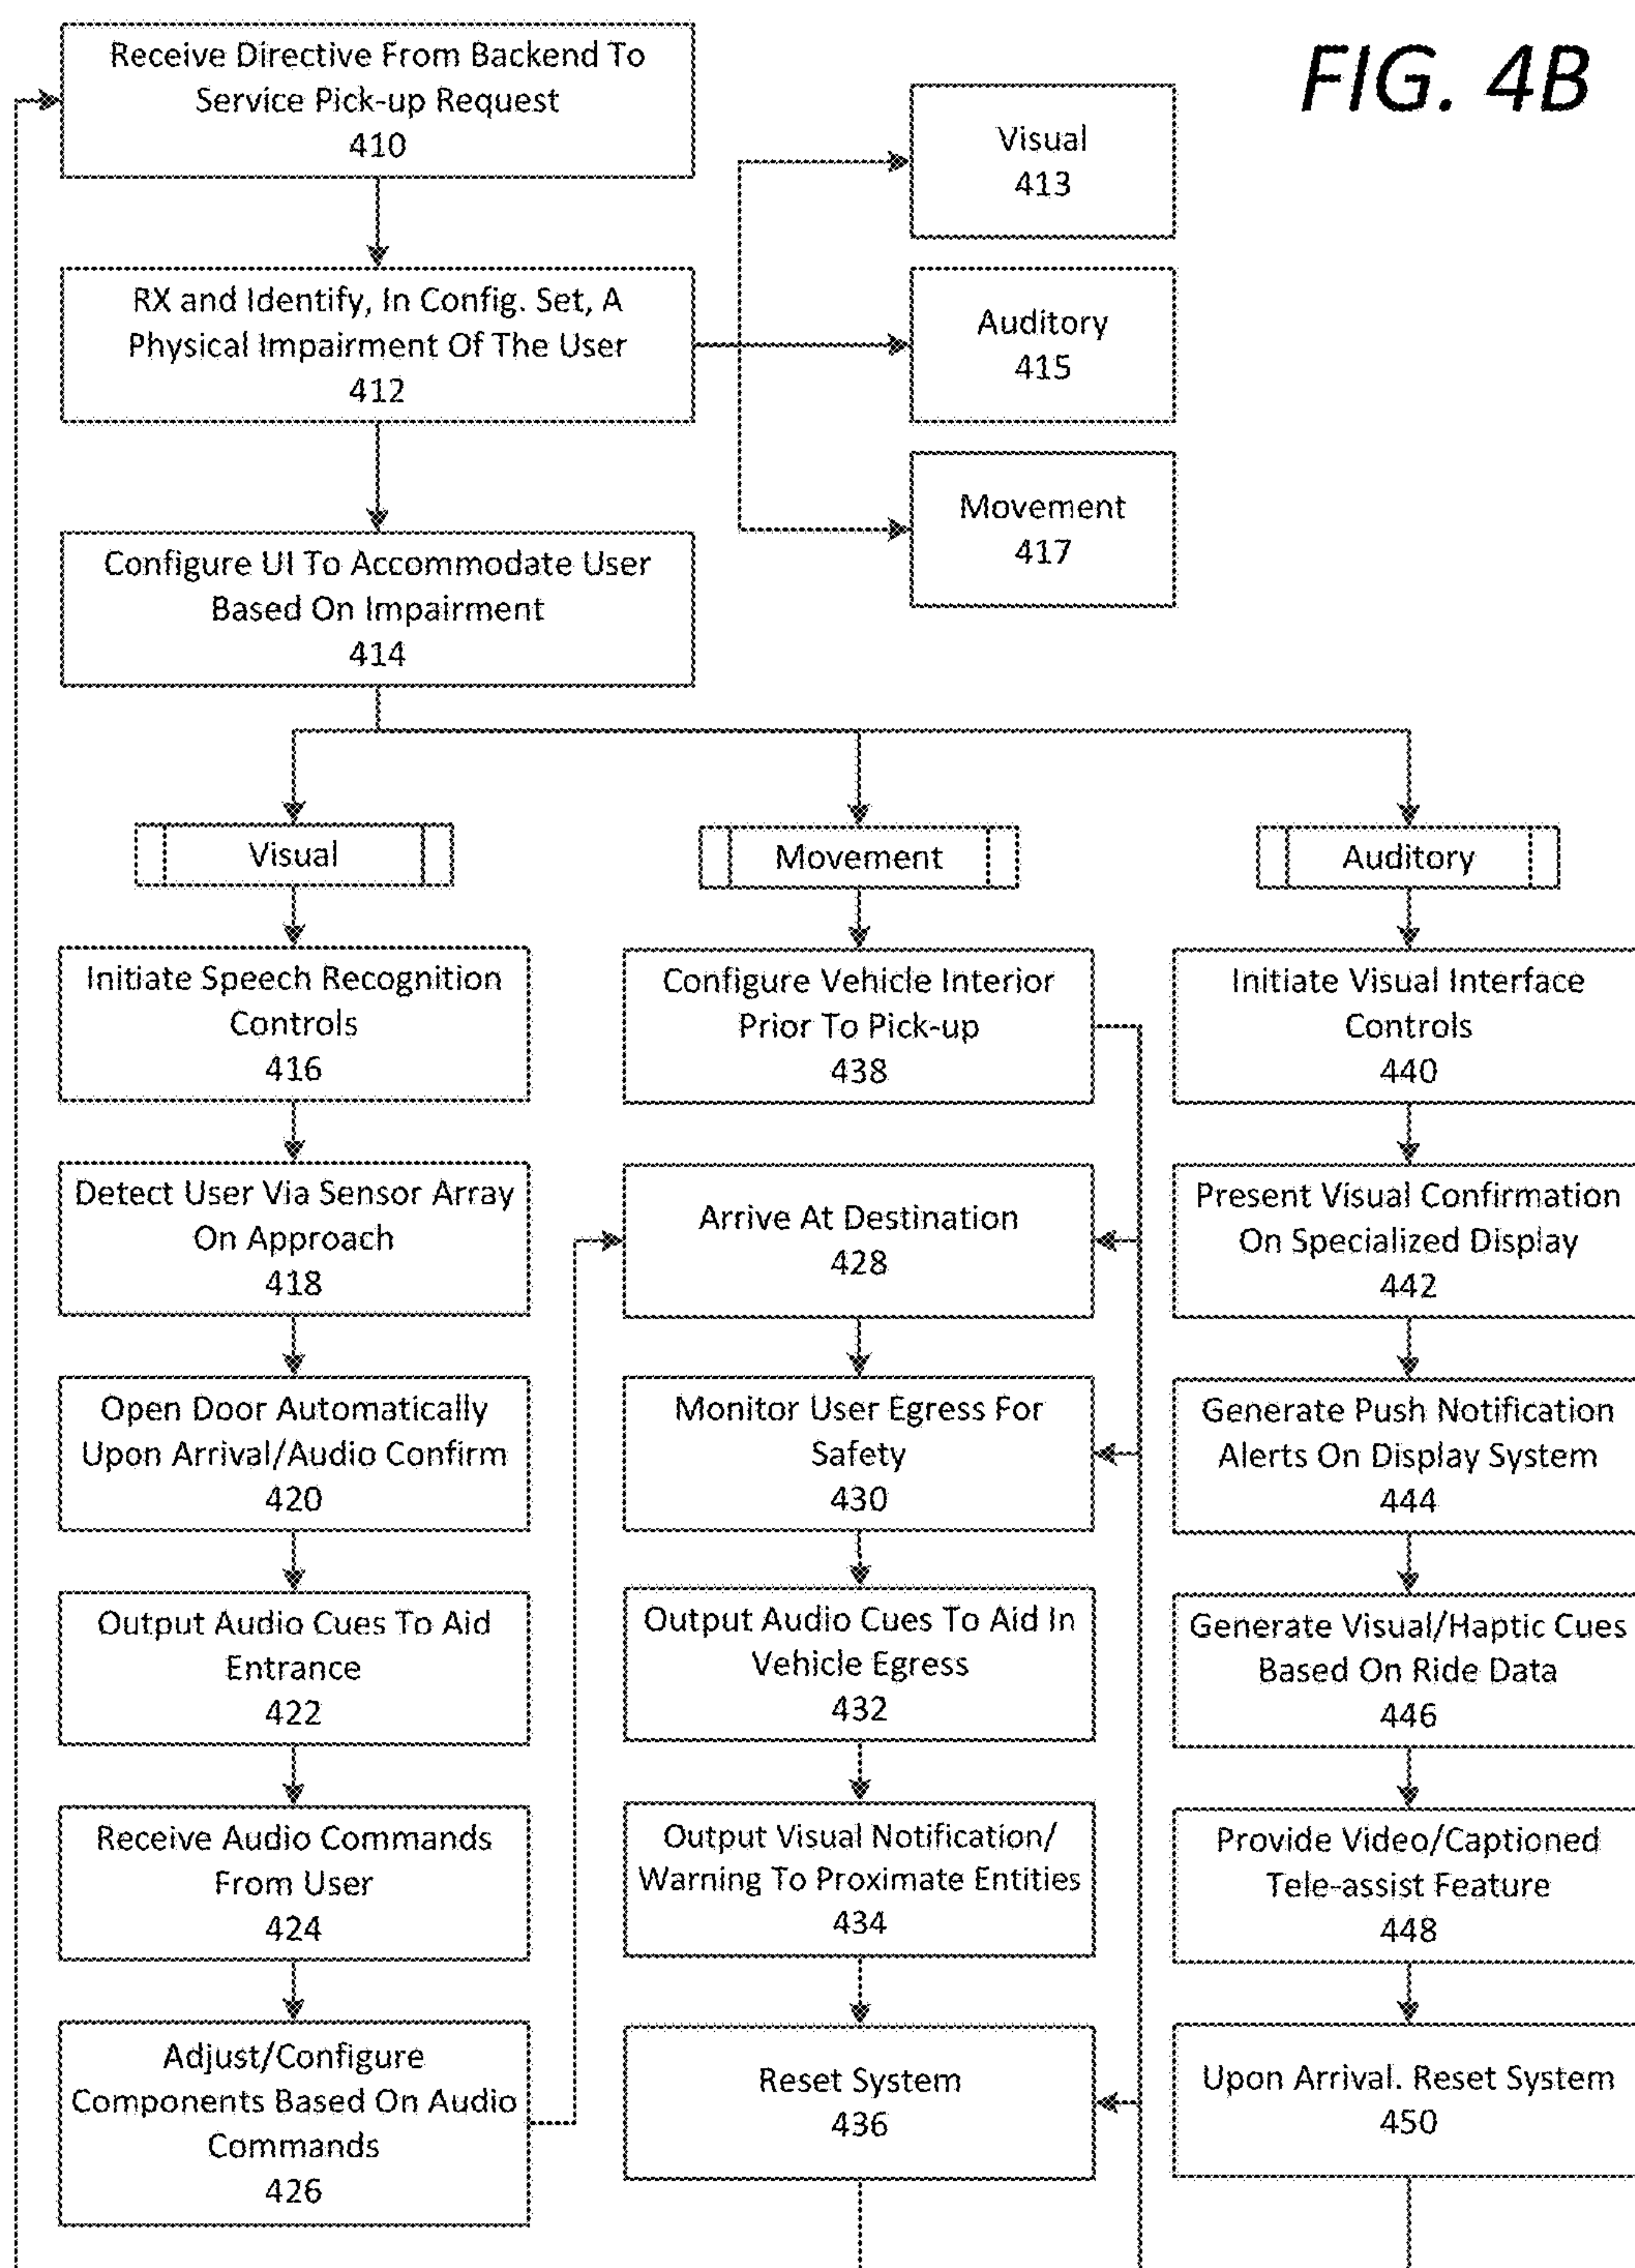 FIG. 4B
Receive Directive From Backend To
Service Pick-up Request
410
Visual
413
RX and Identify, In Config. Set, A
Physical Impairment Of The User
412
Auditory
415
Movement
417
Configure UI To Accommodate User
Based On Impairment
414
Visual
Initiate Speech Recognition
Controls
416
Detect User Via Sensor Array
On Approach
418
Open Door Automatically
Upon Arrival/Audio Confirm
420
Output Audio Cues To Aid
Entrance
422
Receive Audio Commands
From User
424
Adjust/Configure
Components Based On Audio
Commands
426
Movement
Configure Vehicle Interior
Prior To Pick-up
438
Arrive At Destination
428
Monitor User Egress For
Safety
430
Output Audio Cues To Aid In
Vehicle Egress
432
Output Visual Notification/
Warning To Proximate Entities
434
Reset System
436
Auditory
Initiate Visual Interface
Controls
440
Present Visual Confirmation
On Specialized Display
442
Generate Push Notification
Alerts On Display System
444
Generate Visual/Haptic Cues
Based On Ride Data
446
Provide Video/Captioned
Tele-assist Feature
448
Upon Arrival. Reset System
450